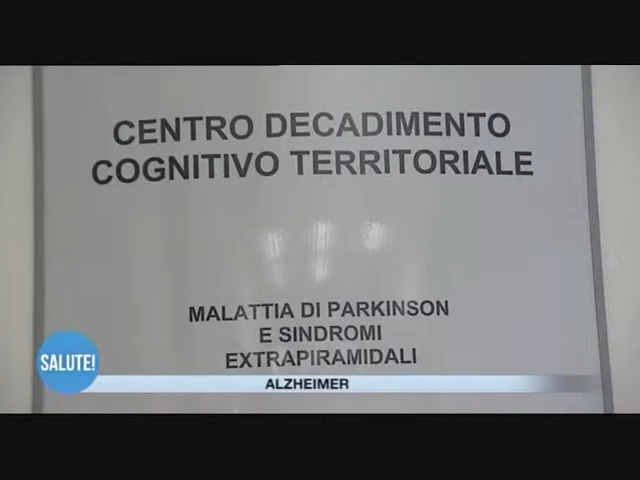 CENTRO DECADIMENTO
COGNITIVO TERRITORIALE
MALATTIA DI PARKINSON
E SINDROMI
EXTRAPIRAMIDALI
SALUTE!
ALZHEIMER